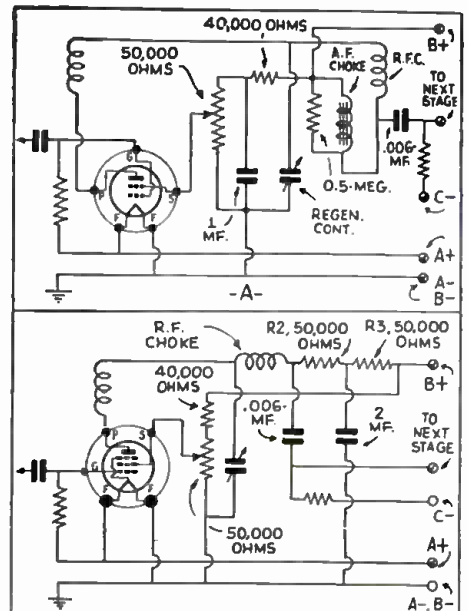 40,000 OHMS
B+
50,000 OHMS
A.F. CHOKE
R.F.C.
TO NEXT STAGE
.006-MF.
G
P
S
F
F
1 MF.
REGEN. CONT.
0.5-MEG.
C-
A+
-A-
A-
B-
R.F. CHOKE
R2, 50,000 OHMS
R3, 50,000 OHMS
B+
40,000 OHMS
.006-MF.
2 MF.
TO NEXT STAGE
P
S
G
F
F
C-
50,000 OHMS
A+
A-, B-